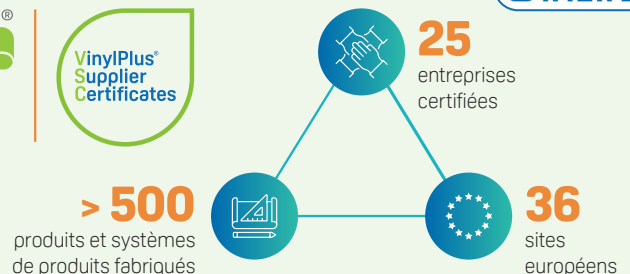 ®
VinylPlus®
Supplier
Certificates
25
entreprises
certifiées
> 500
produits et systèmes
de produits fabriqués
36
sites
européens